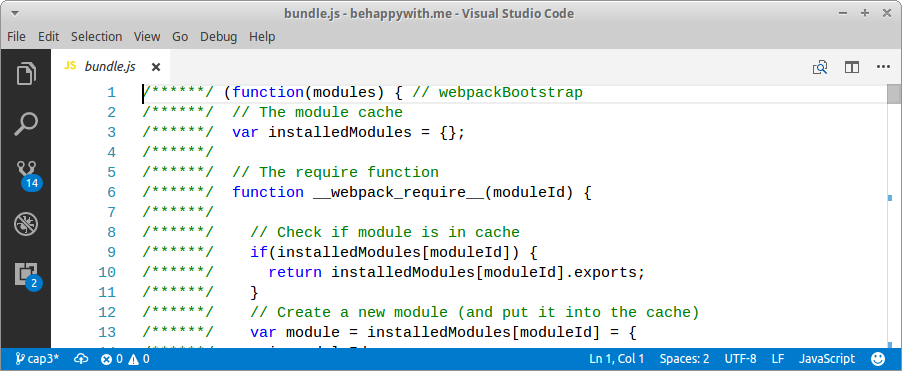 bundle.js - behappywith.me - Visual Studio Code
File Edit Selection View Go Debug Help
JS bundle.js
1 /******/ (function(modules) { // webpackBootstrap
2 /******/ // The module cache
3 /******/ var installedModules = {};
4 /******/
5 /******/ // The require function
6 /******/ function __webpack_require__(moduleId) {
7 /******/
8 /******/ // Check if module is in cache
9 /******/ if(installedModules[moduleId]) {
10 /******/ return installedModules[moduleId].exports;
11 /******/ }
12 /******/ // Create a new module (and put it into the cache)
13 /******/ var module = installedModules[moduleId] = {
14
2
cap3* 0 0 Ln 1, Col 1 Spaces: 2 UTF-8 LF JavaScript